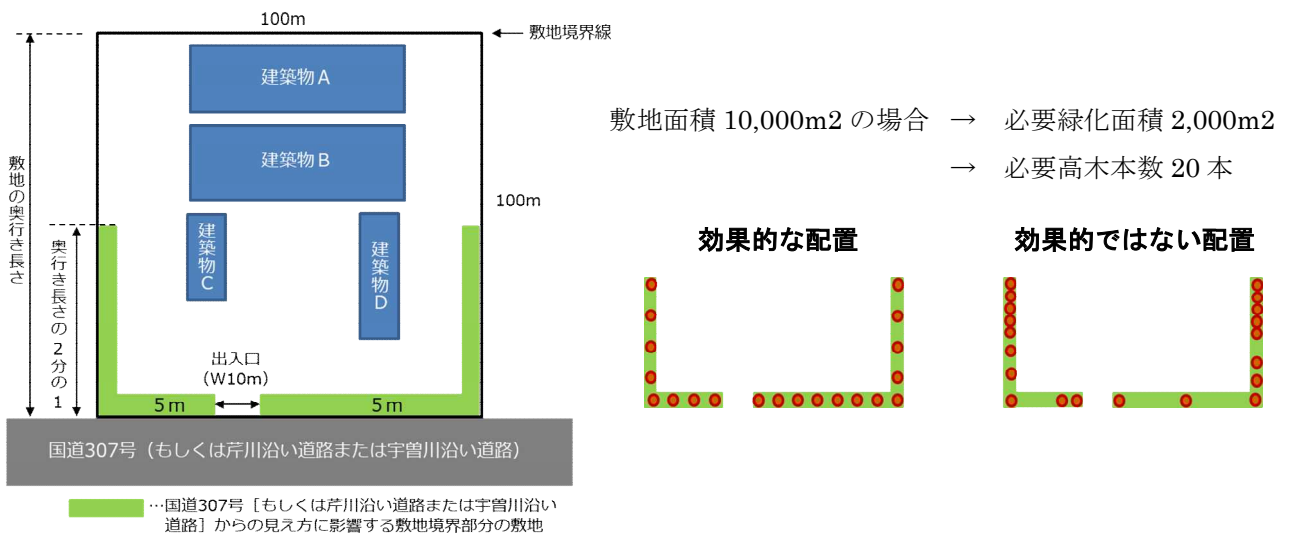 100m
敷地境界線
建築物A
建築物B
建築物C
建築物D
敷地の奥行き長さ
奥行き長さの2分の1
100m
出入口
（W10m）
5m
5m
国道307号（もしくは芹川沿い道路または宇曽川沿い道路）
…国道307号［もしくは芹川沿い道路または宇曽川沿い
道路］からの見え方に影響する敷地境界部分の敷地
敷地面積 10,000m2 の場合 → 必要緑化面積 2,000m2
→ 必要高木本数 20 本
効果的な配置
効果的ではない配置